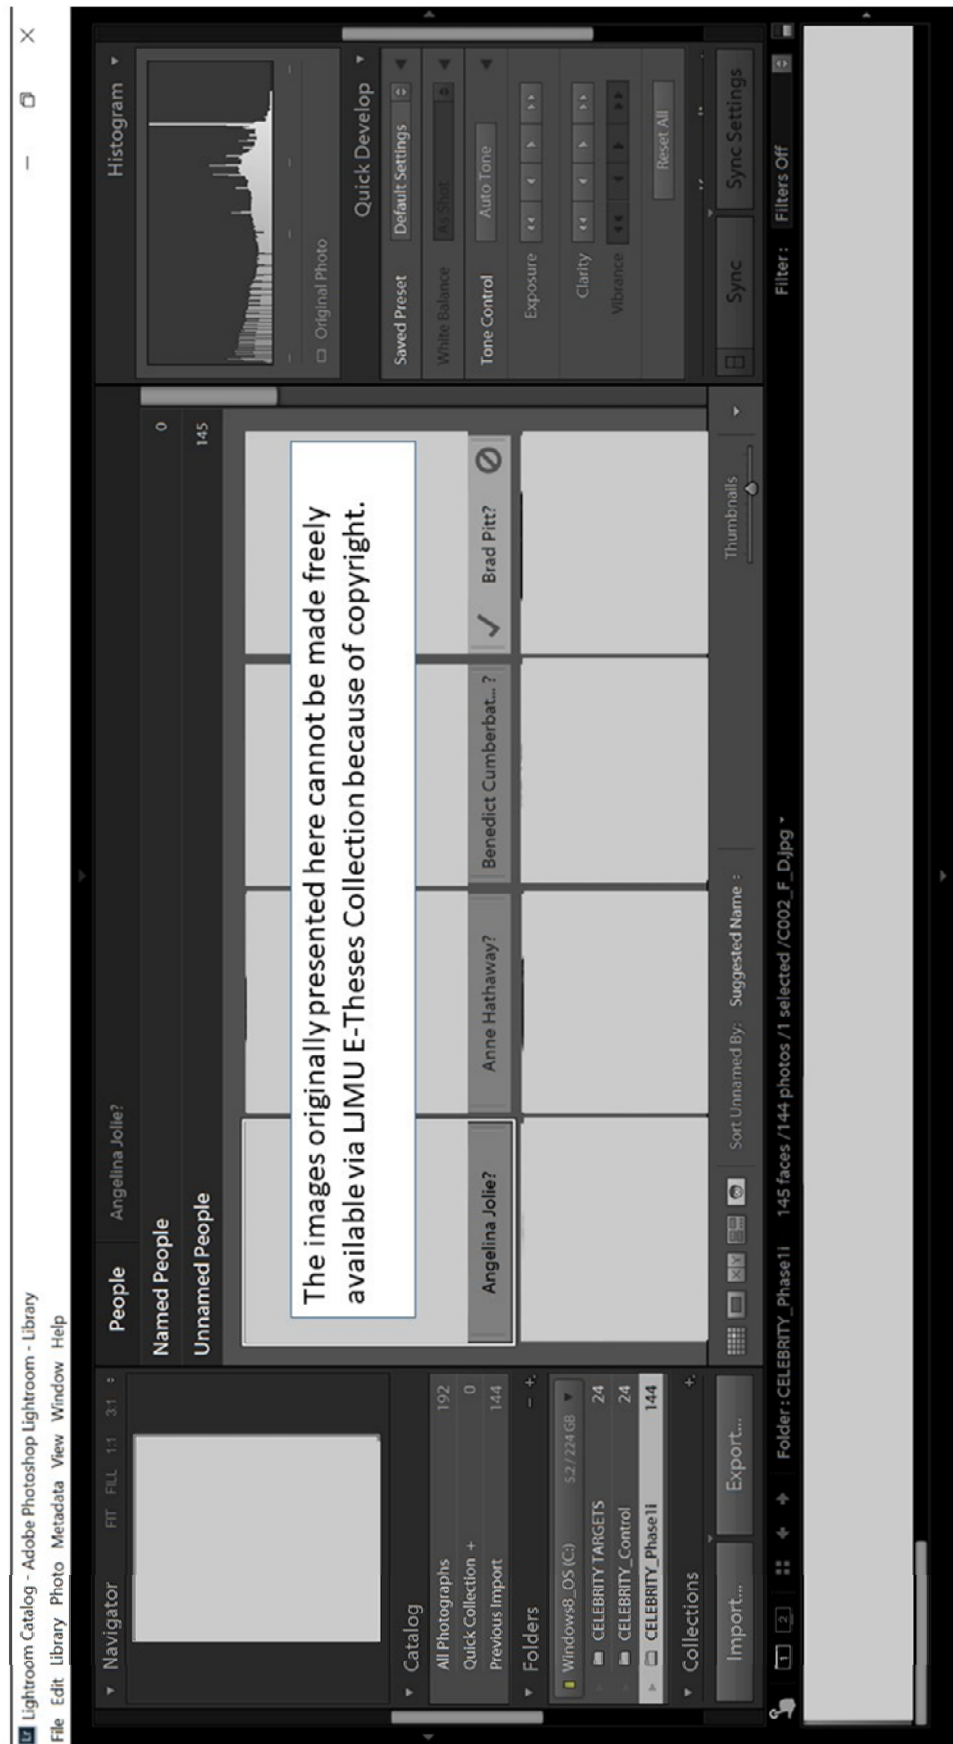 Lr Lightroom Catalog - Adobe Photoshop Lightroom - Library
File Edit Library Photo Metadata View Window Help
Navigator FIT FILL 1:1 3:1
Catalog
All Photographs 192
Quick Collection + 0
Previous Import 144
Folders - +
Windows8_OS (C:) 5.2 / 224 GB
CELEBRITY TARGETS 24
CELEBRITY_Control 24
CELEBRITY_Phase1i 144
Collections +
Import... Export...
People Angelina Jolie?
Named People 0
Unnamed People 145
The images originally presented here cannot be made freely
available via LJMU E-Theses Collection because of copyright.
Angelina Jolie? Anne Hathaway? Benedict Cumberbat... ? Brad Pitt?
X Y Sort Unnamed By: Suggested Name Thumbnails
Histogram
Original Photo
Quick Develop
Saved Preset Default Settings
White Balance As Shot
Tone Control Auto Tone
Exposure
Clarity
Vibrance
Reset All
Sync Sync Settings
1 2 Folder : CELEBRITY_Phase1i 145 faces /144 photos /1 selected /C002_F_D.jpg Filter : Filters Off